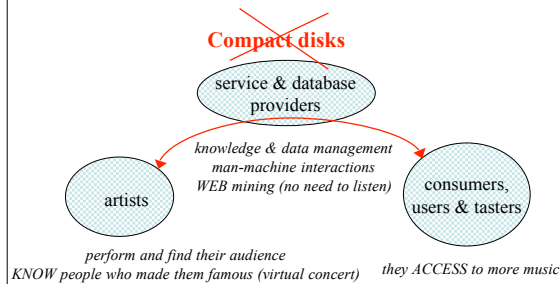 Compact disks
service & database
providers
knowledge & data management
man-machine interactions
WEB mining (no need to listen)
artists
consumers,
users & tasters
perform and find their audience
KNOW people who made them famous (virtual concert)
they ACCESS to more music